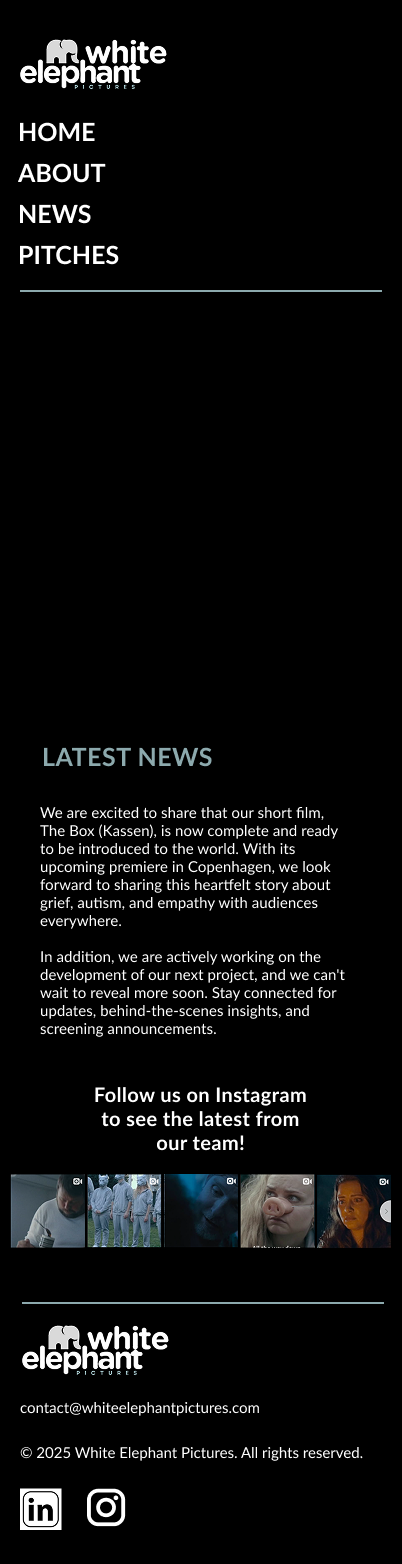 white
elephant
PICTURES
HOME
ABOUT
NEWS
PITCHES
LATEST NEWS
We are excited to share that our short film,
The Box (Kassen), is now complete and ready
to be introduced to the world. With its
upcoming premiere in Copenhagen, we look
forward to sharing this heartfelt story about
grief, autism, and empathy with audiences
everywhere.
In addition, we are actively working on the
development of our next project, and we can't
wait to reveal more soon. Stay connected for
updates, behind-the-scenes insights, and
screening announcements.
Follow us on Instagram
to see the latest from
our team!
white
elephant
PICTURES
contact@whiteelephantpictures.com
© 2025 White Elephant Pictures. All rights reserved.
in